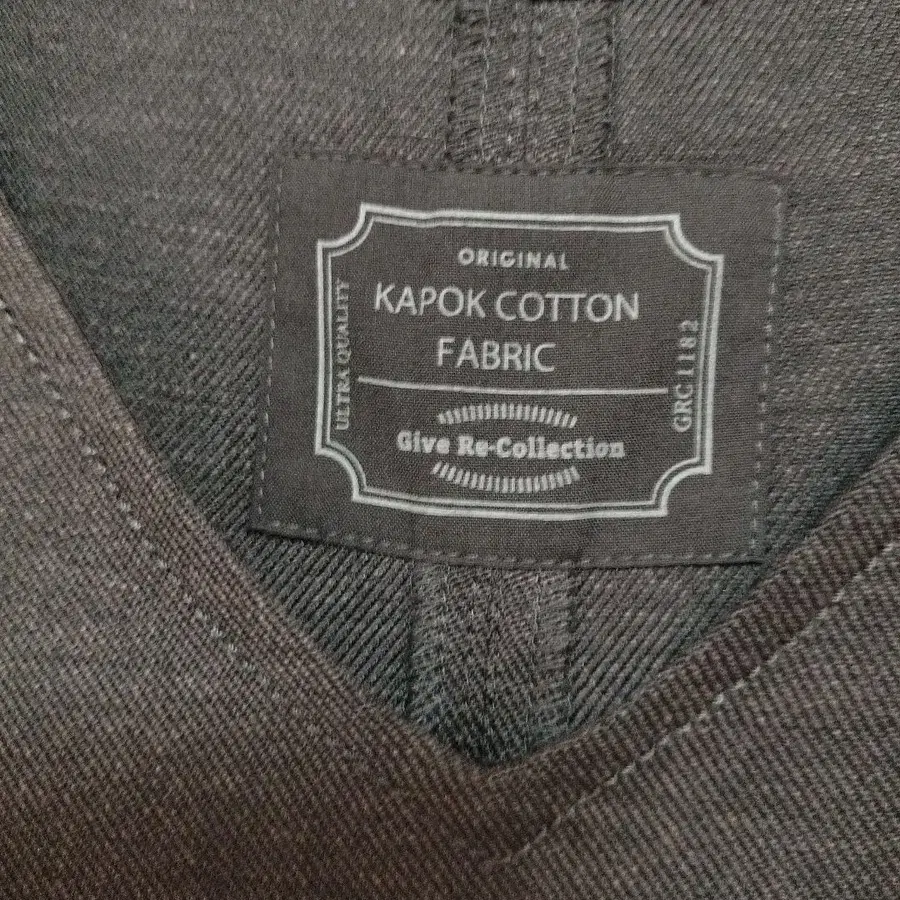 ORIGINAL
KAPOK COTTON
FABRIC
Give Re-Collection
ULTRA QUALITY
GRC1182